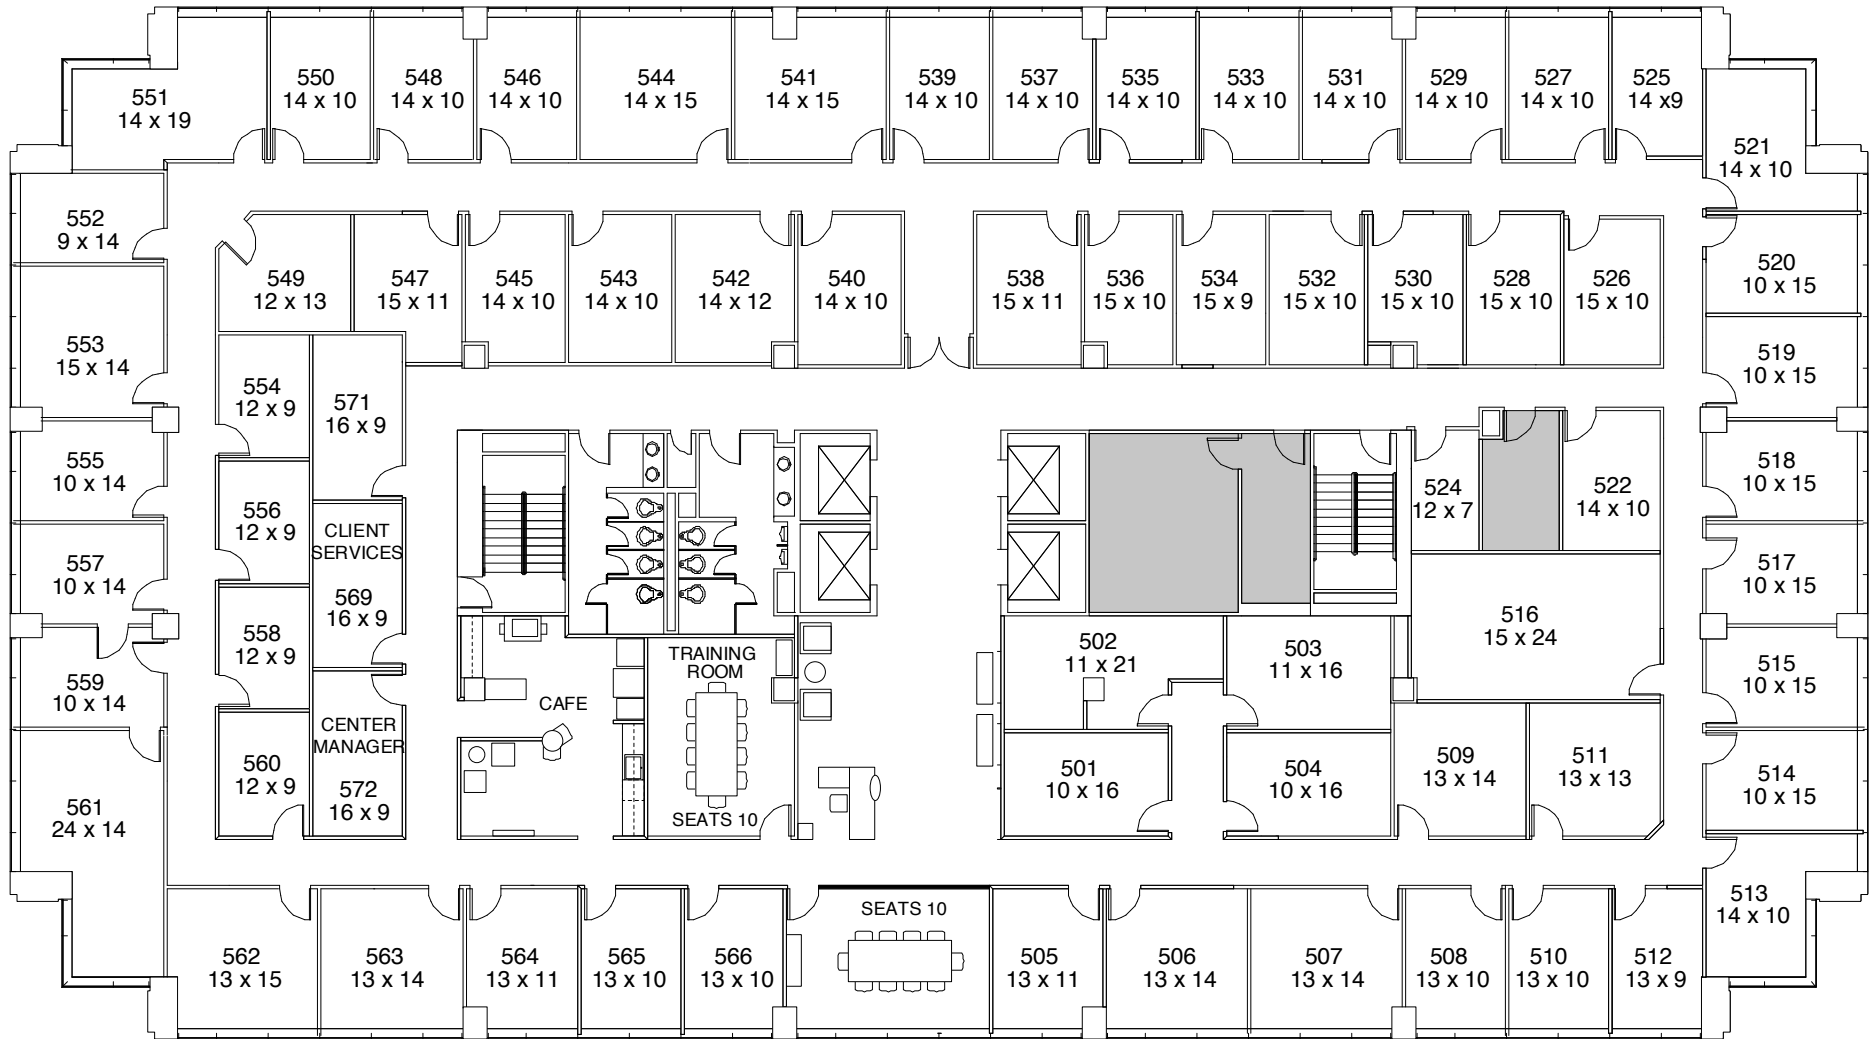 551
14 x 19
550
14 x 10
548
14 x 10
546
14 x 10
544
14 x 15
541
14 x 15
539
14 x 10
537
14 x 10
535
14 x 10
533
14 x 10
531
14 x 10
529
14 x 10
527
14 x 10
525
14 x9
521
14 x 10
552
9 x 14
549
12 x 13
547
15 x 11
545
14 x 10
543
14 x 10
542
14 x 12
540
14 x 10
538
15 x 11
536
15 x 10
534
15 x 9
532
15 x 10
530
15 x 10
528
15 x 10
526
15 x 10
520
10 x 15
553
15 x 14
554
12 x 9
571
16 x 9
519
10 x 15
555
10 x 14
556
12 x 9
CLIENT
SERVICES
569
16 x 9
524
12 x 7
522
14 x 10
518
10 x 15
557
10 x 14
558
12 x 9
517
10 x 15
516
15 x 24
502
11 x 21
503
11 x 16
TRAINING
ROOM
SEATS 10
CAFE
559
10 x 14
515
10 x 15
CENTER
MANAGER
572
16 x 9
560
12 x 9
501
10 x 16
504
10 x 16
509
13 x 14
511
13 x 13
514
10 x 15
561
24 x 14
562
13 x 15
563
13 x 14
564
13 x 11
565
13 x 10
566
13 x 10
SEATS 10
505
13 x 11
506
13 x 14
507
13 x 14
508
13 x 10
510
13 x 10
512
13 x 9
513
14 x 10